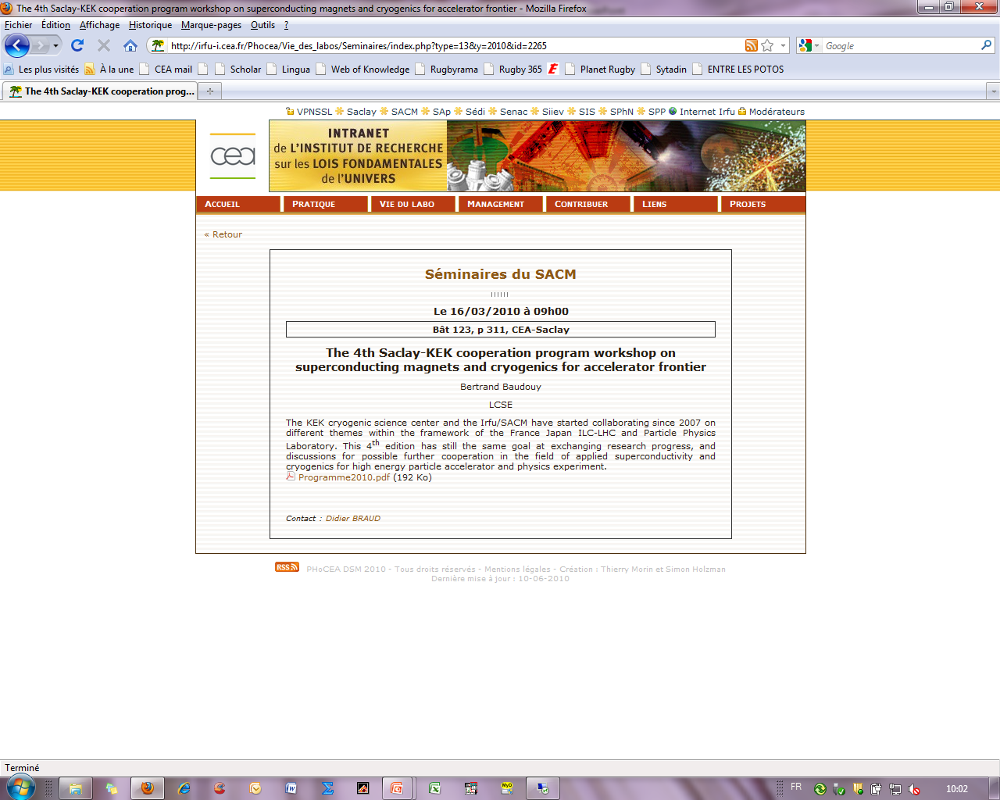 The 4th Saclay-KEK cooperation program workshop on superconducting magnets and cryogenics for accelerator frontier - Mozilla Firefox
Fichier Édition Affichage Historique Marque-pages Outils ?
http://irfu-i.cea.fr/Phocea/Vie_des_labos/Seminaires/index.php?type=13&y=2010&id=2265
Google
Les plus visités À la une CEA mail Scholar Lingua Web of Knowledge Rugbyrama Rugby 365 Planet Rugby Sytadin ENTRE LES POTOS
The 4th Saclay-KEK cooperation prog...
VPNSSL Saclay SACM SAp Sédi Senac Siiev SIS SPhN SPP Internet Irfu Modérateurs
cea
INTRANET
de L'INSTITUT DE RECHERCHE
sur les LOIS FONDAMENTALES
de l'UNIVERS
ACCUEIL PRATIQUE VIE DU LABO MANAGEMENT CONTRIBUER LIENS PROJETS
« Retour
Séminaires du SACM
Le 16/03/2010 à 09h00
Bât 123, p 311, CEA-Saclay
The 4th Saclay-KEK cooperation program workshop on
superconducting magnets and cryogenics for accelerator frontier
Bertrand Baudouy
LCSE
The KEK cryogenic science center and the Irfu/SACM have started collaborating since 2007 on
different themes within the framework of the France Japan ILC-LHC and Particle Physics
Laboratory. This 4th edition has still the same goal at exchanging research progress, and
discussions for possible further cooperation in the field of applied superconductivity and
cryogenics for high energy particle accelerator and physics experiment.
Programme2010.pdf (192 Ko)
Contact : Didier BRAUD
RSS PHoCEA DSM 2010 - Tous droits réservés - Mentions légales - Création : Thierry Morin et Simon Holzman
Dernière mise à jour : 10-06-2010
Terminé
FR 10:02